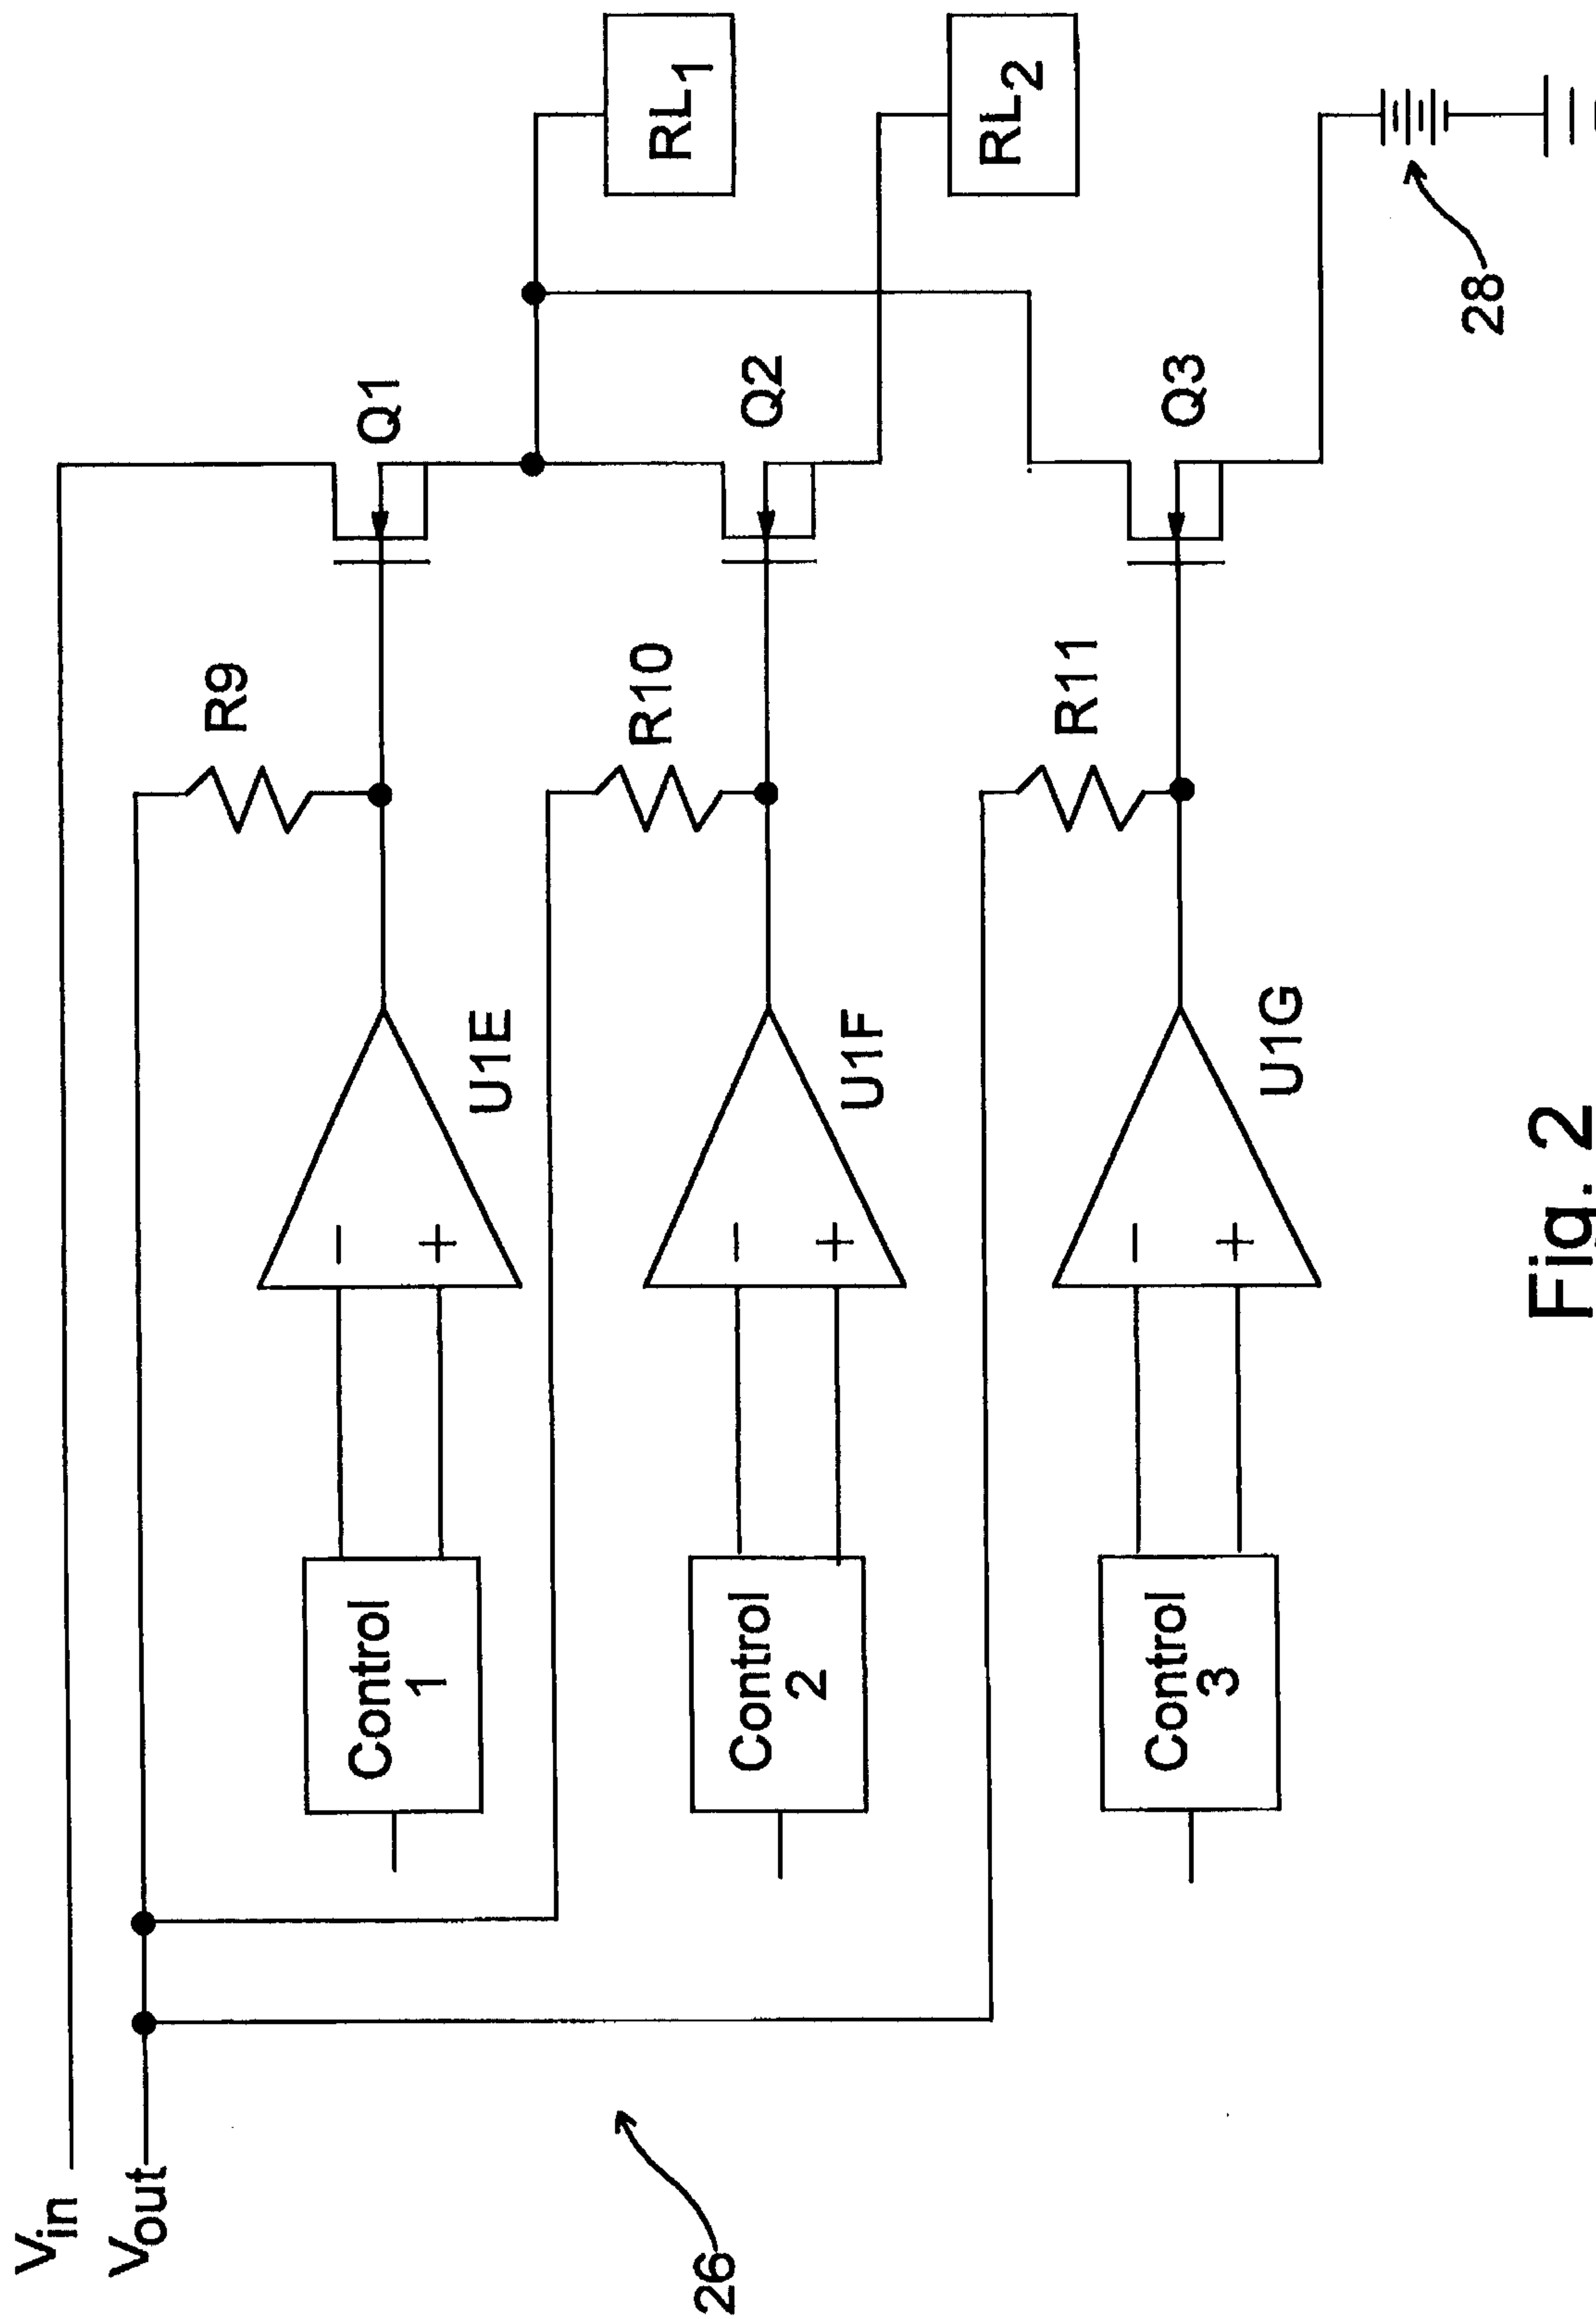 Vin
Vout
R9
Q1
RL1
Control
1
−
+
U1E
R10
Q2
RL2
Control
2
−
+
U1F
R11
Q3
Control
3
−
+
U1G
26
28
Fig. 2